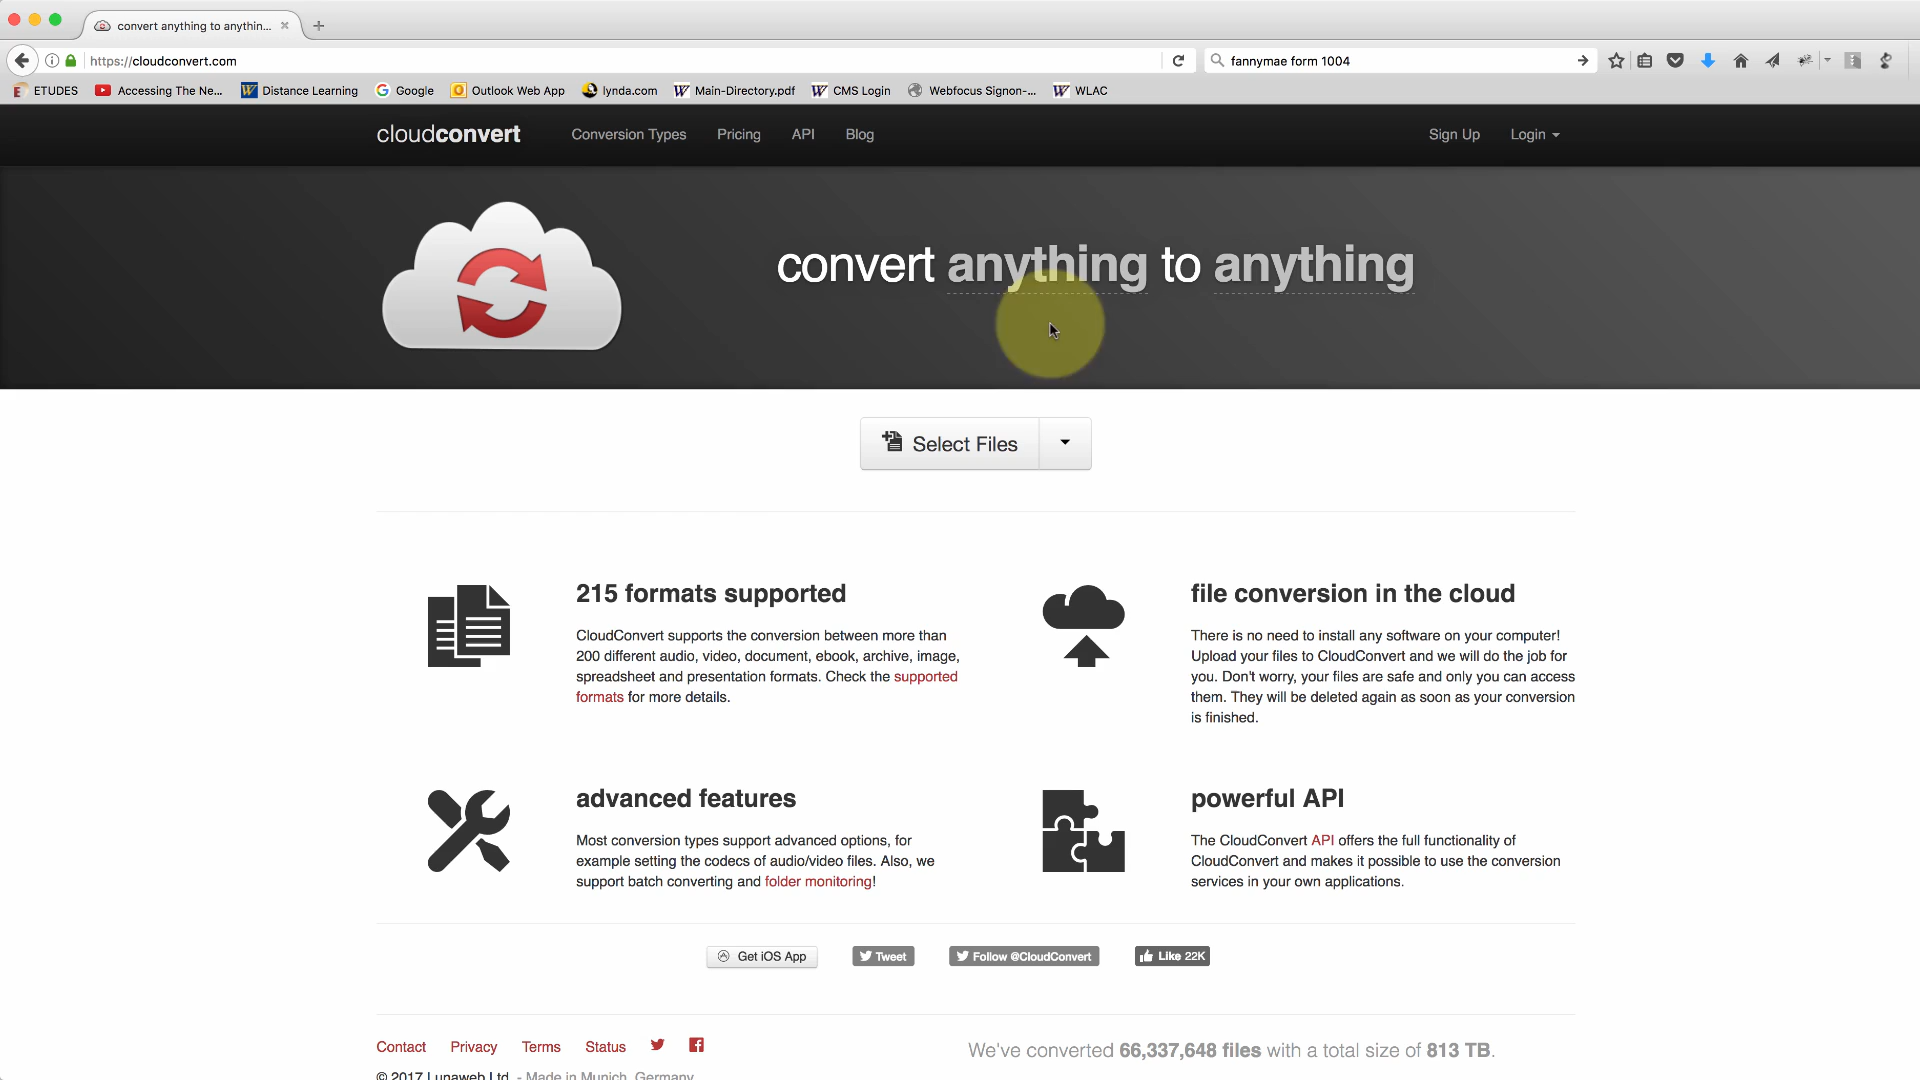 convert anything to anythin...
https://cloudconvert.com
fannymae form 1004
ETUDES Accessing The Ne... Distance Learning Google Outlook Web App lynda.com Main-Directory.pdf CMS Login Webfocus Signon-... WLAC
cloudconvert Conversion Types Pricing API Blog Sign Up Login
convert anything to anything
Select Files
215 formats supported
CloudConvert supports the conversion between more than
200 different audio, video, document, ebook, archive, image,
spreadsheet and presentation formats. Check the supported
formats for more details.
file conversion in the cloud
There is no need to install any software on your computer!
Upload your files to CloudConvert and we will do the job for
you. Don't worry, your files are safe and only you can access
them. They will be deleted again as soon as your conversion
is finished.
advanced features
Most conversion types support advanced options, for
example setting the codecs of audio/video files. Also, we
support batch converting and folder monitoring!
powerful API
The CloudConvert API offers the full functionality of
CloudConvert and makes it possible to use the conversion
services in your own applications.
Get iOS App Tweet Follow @CloudConvert Like 22K
Contact Privacy Terms Status
We've converted 66,337,648 files with a total size of 813 TB.
© 2017 Lunaweb Ltd. - Made in Munich, Germany